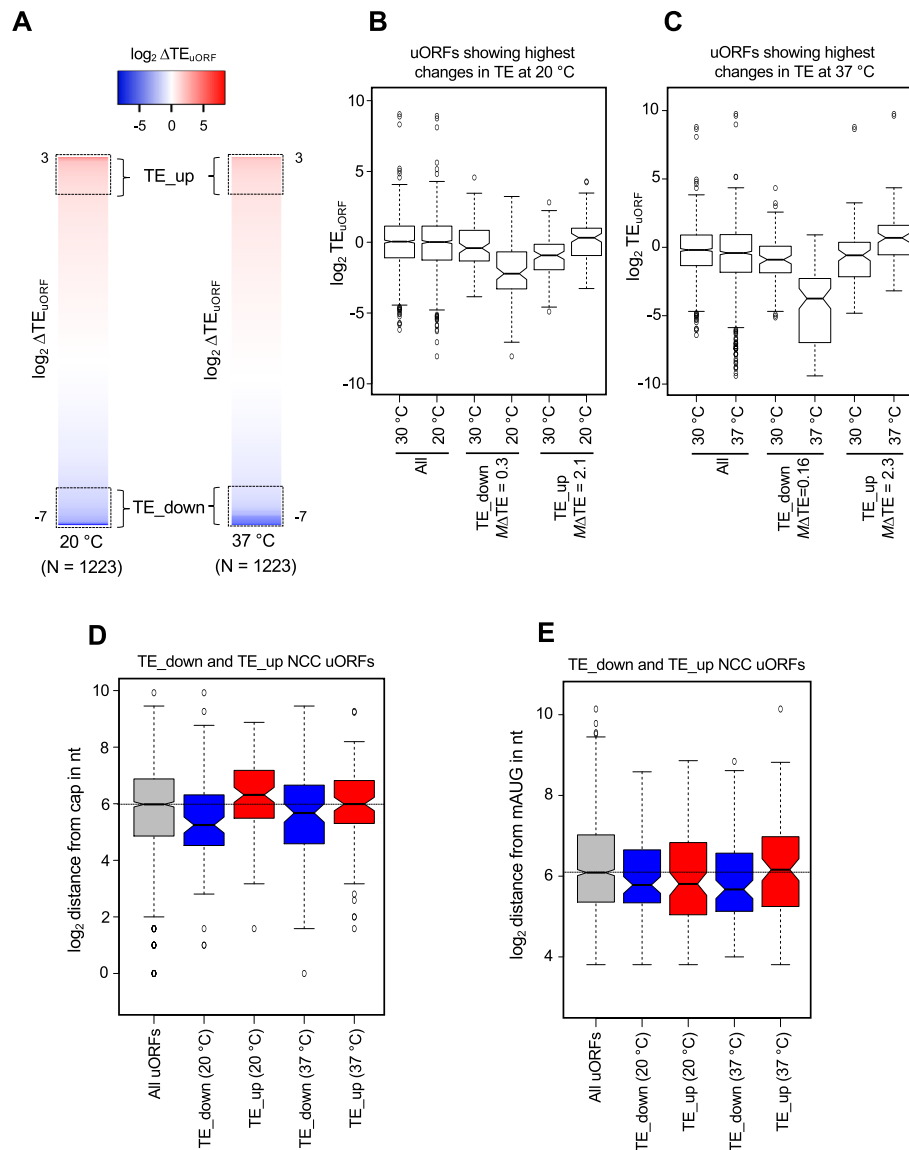 A
log₂ ΔTEuORF
-5 0 5
3
TE_up
3
log₂ ΔTEuORF
log₂ ΔTEuORF
-7
TE_down
-7
20 °C
37 °C
(N = 1223)
(N = 1223)
B
uORFs showing highest
changes in TE at 20 °C
log₂ TEuORF
10
5
0
-5
-10
30 °C
20 °C
30 °C
20 °C
30 °C
20 °C
All
TE_down
MΔTE = 0.3
TE_up
MΔTE = 2.1
C
uORFs showing highest
changes in TE at 37 °C
log₂ TEuORF
10
5
-0
-5
-10
30 °C
37 °C
30 °C
37 °C
30 °C
37 °C
All
TE_down
MΔTE=0.16
TE_up
MΔTE = 2.3
D
TE_down and TE_up NCC uORFs
log₂ distance from cap in nt
10
8
6
4
2
0
All uORFs
TE_down (20 °C)
TE_up (20 °C)
TE_down (37 °C)
TE_up (37 °C)
E
TE_down and TE_up NCC uORFs
log₂ distance from mAUG in nt
10
8
6
4
All uORFs
TE_down (20 °C)
TE_up (20 °C)
TE_down (37 °C)
TE_up (37 °C)